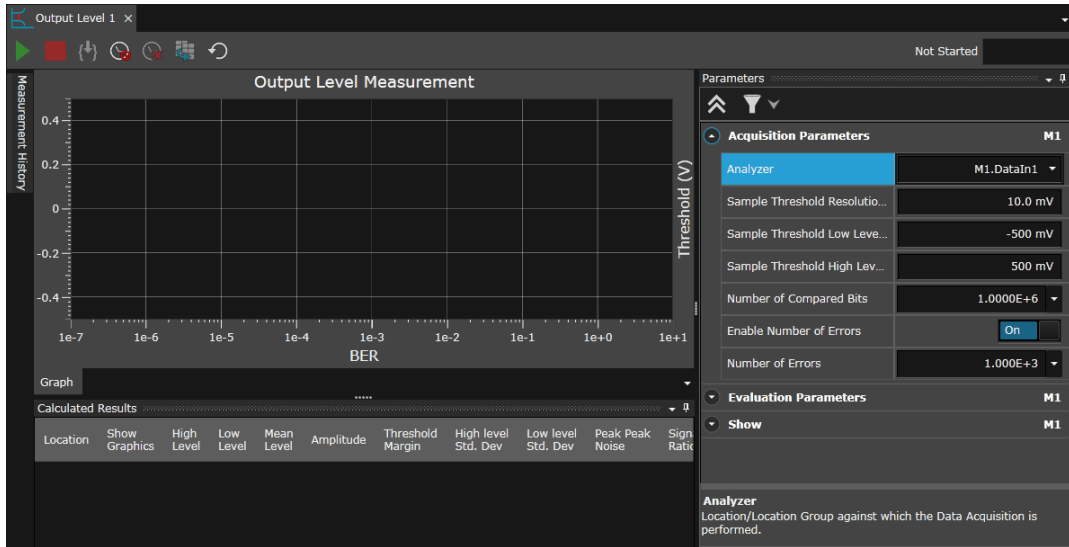 Output Level 1
Not Started
Measurement History
Output Level Measurement
0.4
0.2
0
-0.2
-0.4
Threshold (V)
1e-7 1e-6 1e-5 1e-4 1e-3 1e-2 1e-1 1e+0 1e+1
BER
Graph
Calculated Results
Location Show Graphics High Level Low Level Mean Level Amplitude Threshold Margin High level Std. Dev Low level Std. Dev Peak Peak Noise Sign Ratio
Parameters
Acquisition Parameters M1
Analyzer M1.DataIn1
Sample Threshold Resolutio... 10.0 mV
Sample Threshold Low Leve... -500 mV
Sample Threshold High Lev... 500 mV
Number of Compared Bits 1.0000E+6
Enable Number of Errors On
Number of Errors 1.000E+3
Evaluation Parameters M1
Show M1
Analyzer
Location/Location Group against which the Data Acquisition is
performed.